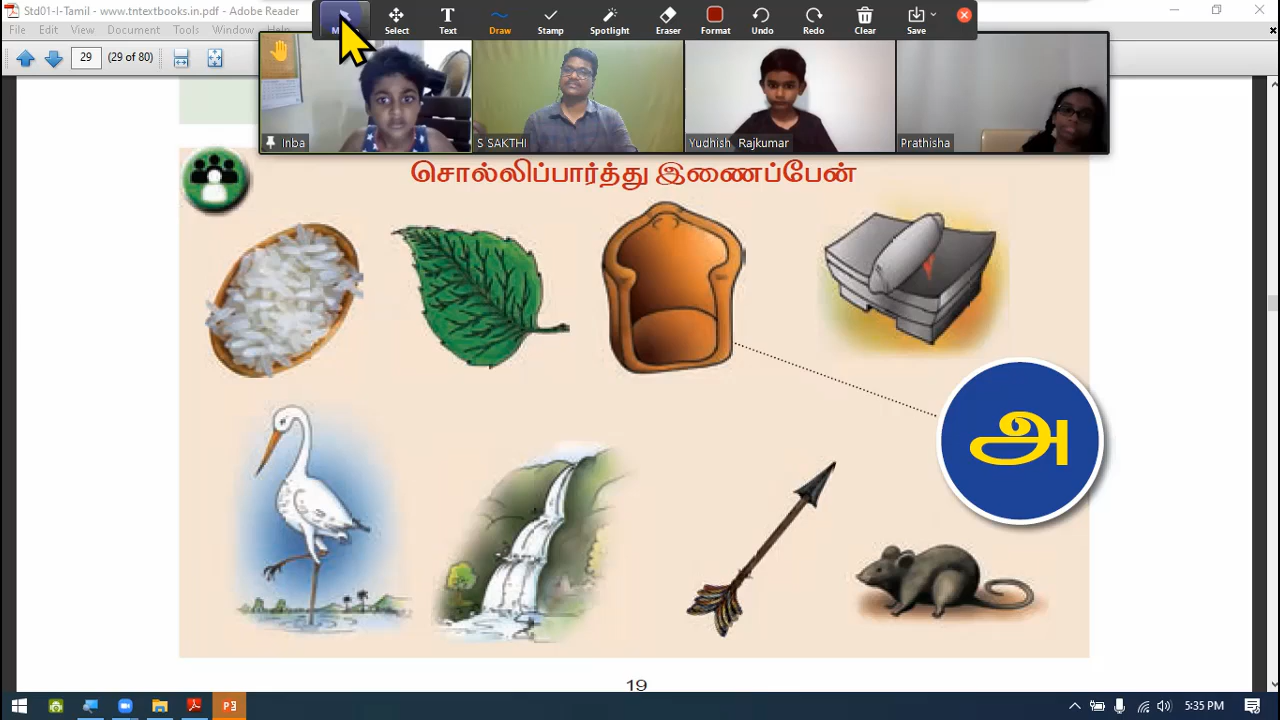 Std01-I-Tamil - www.tntextbooks.in.pdf - Adobe Reader
Select Text Draw Stamp Spotlight Eraser Format Undo Redo Clear Save
File Edit View Document Tools Window Help
29 (29 of 80)
Inba S SAKTHI Yudhish Rajkumar Prathisha
சொல்லிப்பார்த்து இணைப்பேன்
அ
19
5:35 PM